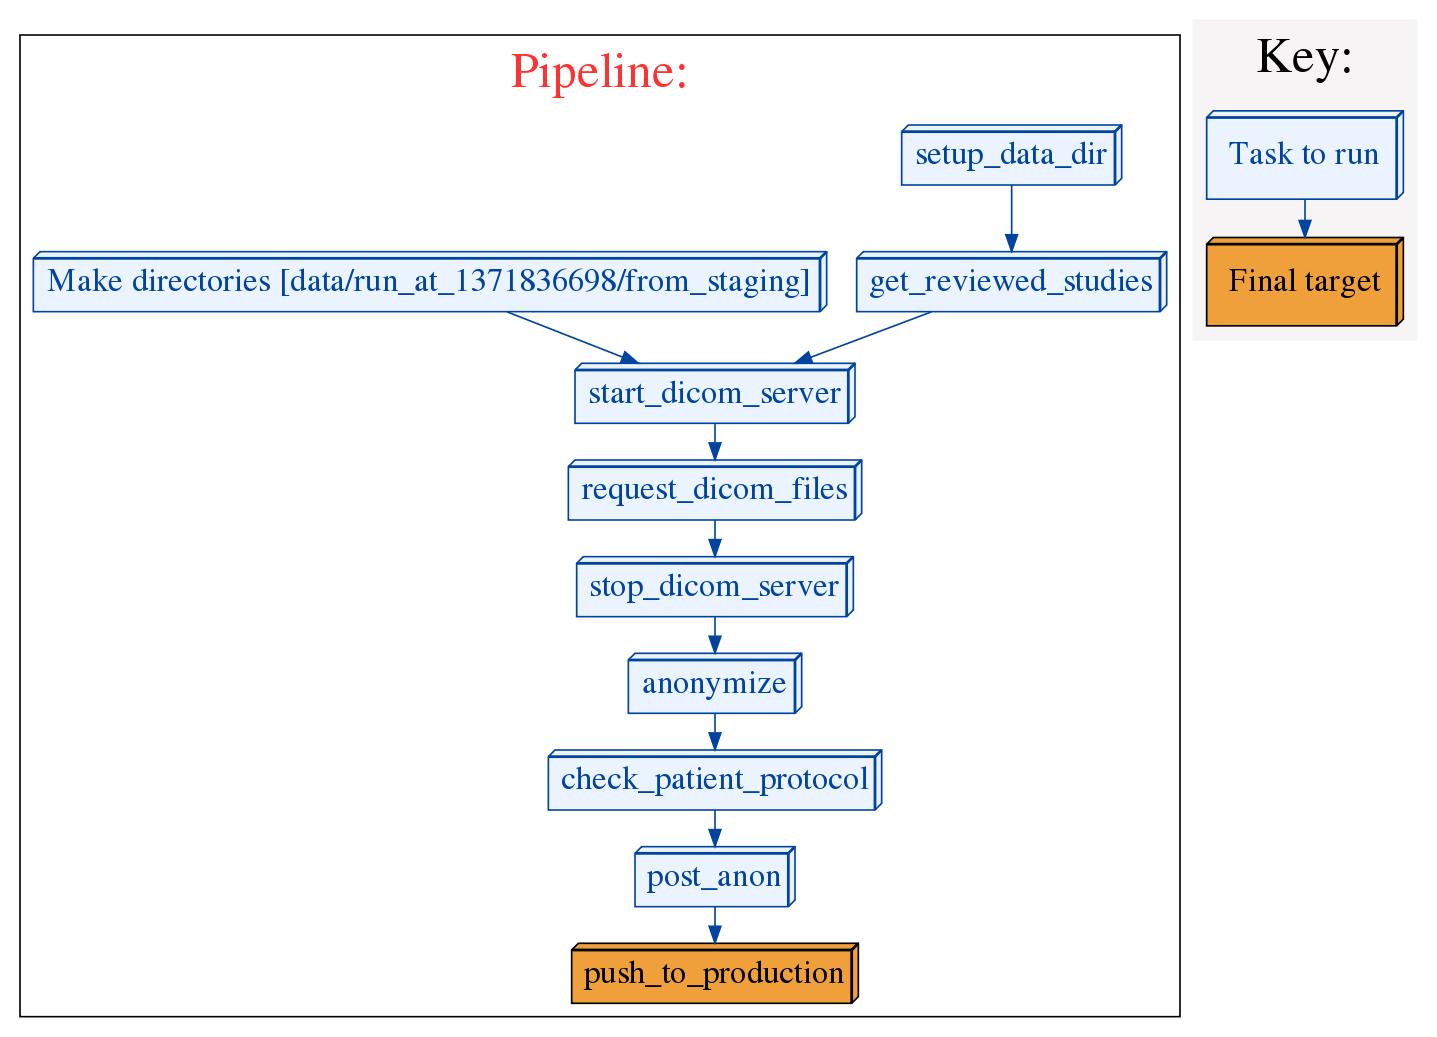 Pipeline:
setup_data_dir
Make directories [data/run_at_1371836698/from_staging]
get_reviewed_studies
start_dicom_server
request_dicom_files
stop_dicom_server
anonymize
check_patient_protocol
post_anon
push_to_production
Key:
Task to run
Final target